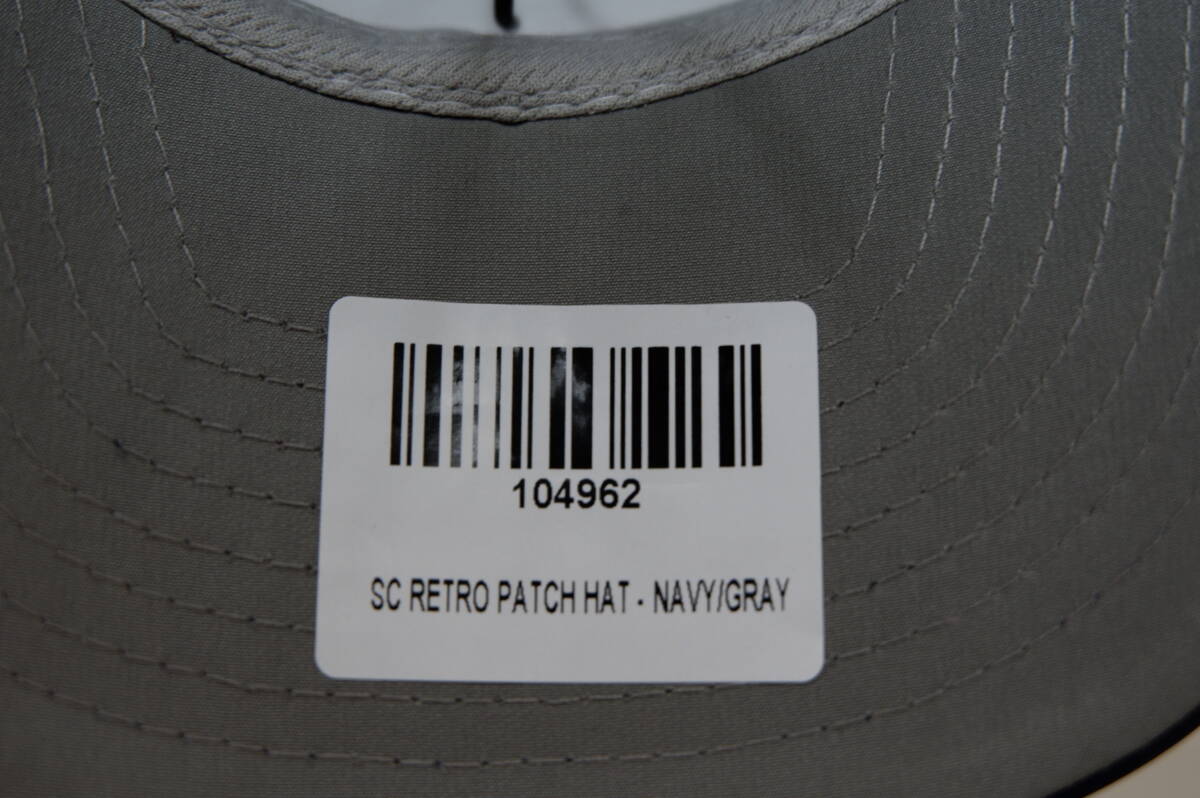 104962
SC RETRO PATCH HAT - NAVY/GRAY